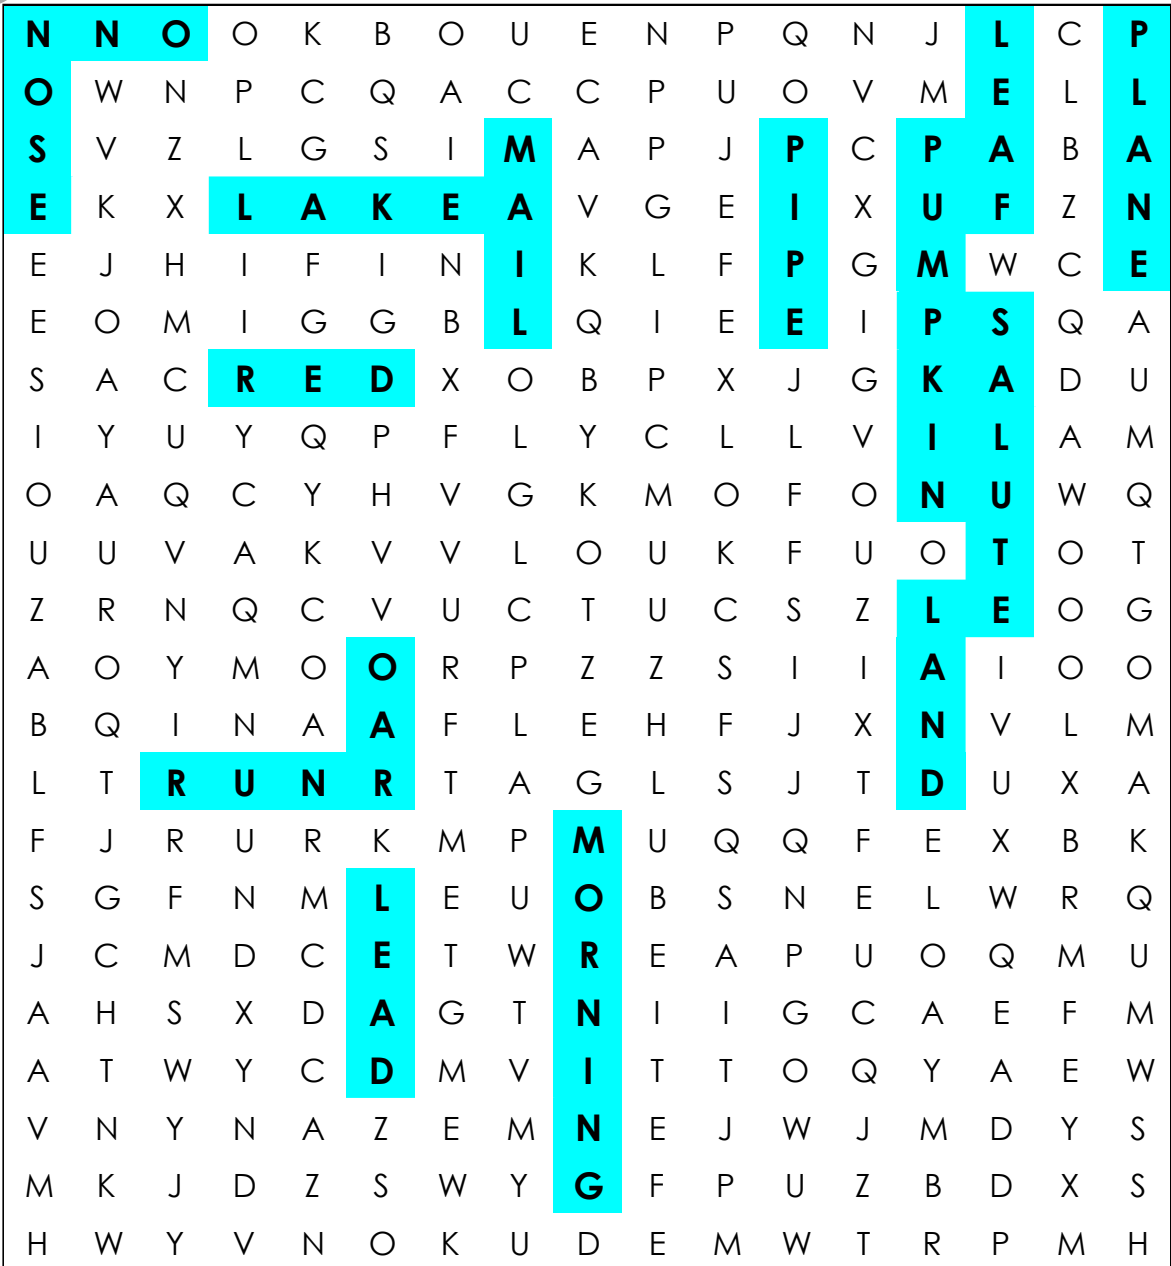 N N O O K B O U E N P Q N J L C P
O W N P C Q A C C P U O V M E L L
S V Z L G S I M A P J P C P A B A
E K X L A K E A V G E I X U F Z N
E J H I F I N I K L F P G M W C E
E O M I G G B L Q I E E I P S Q A
S A C R E D X O B P X J G K A D U
I Y U Y Q P F L Y C L L V I L A M
O A Q C Y H V G K M O F O N U W Q
U U V A K V V L O U K F U O T O T
Z R N Q C V U C T U C S Z L E O G
A O Y M O O R P Z Z S I I A I O O
B Q I N A A F L E H F J X N V L M
L T R U N R T A G L S J T D U X A
F J R U R K M P M U Q Q F E X B K
S G F N M L E U O B S N E L W R Q
J C M D C E T W R E A P U O Q M U
A H S X D A G T N I I G C A E F M
A T W Y C D M V I T T O Q Y A E W
V N Y N A Z E M N E J W J M D Y S
M K J D Z S W Y G F P U Z B D X S
H W Y V N O K U D E M W T R P M H